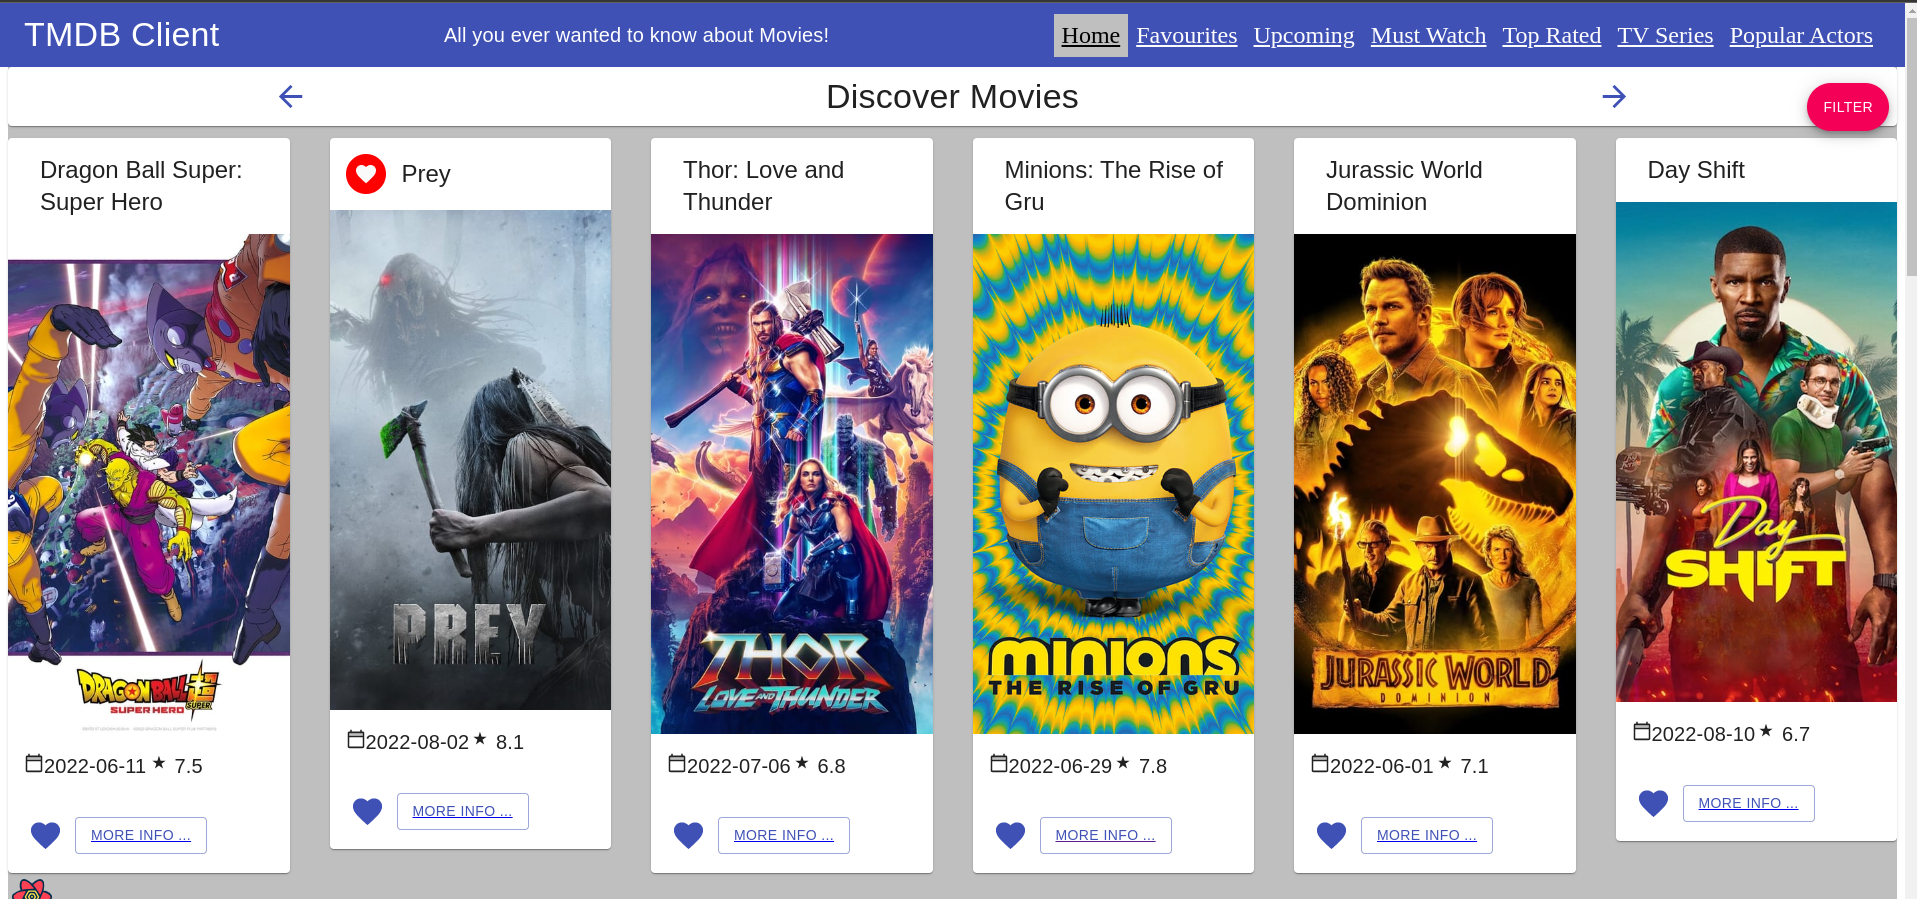 TMDB Client
All you ever wanted to know about Movies!
Home Favourites Upcoming Must Watch Top Rated TV Series Popular Actors
Discover Movies
FILTER
Dragon Ball Super:
Super Hero
DRAGONBALL
SUPER
SUPER HERO
2022-06-11 ★ 7.5
MORE INFO ...
Prey
PREY
2022-08-02 ★ 8.1
MORE INFO ...
Thor: Love and
Thunder
THOR
LOVE AND THUNDER
2022-07-06 ★ 6.8
MORE INFO ...
Minions: The Rise of
Gru
minions
THE RISE OF GRU
2022-06-29 ★ 7.8
MORE INFO ...
Jurassic World
Dominion
JURASSIC WORLD
DOMINION
2022-06-01 ★ 7.1
MORE INFO ...
Day Shift
Day
SHIFT
2022-08-10 ★ 6.7
MORE INFO ...